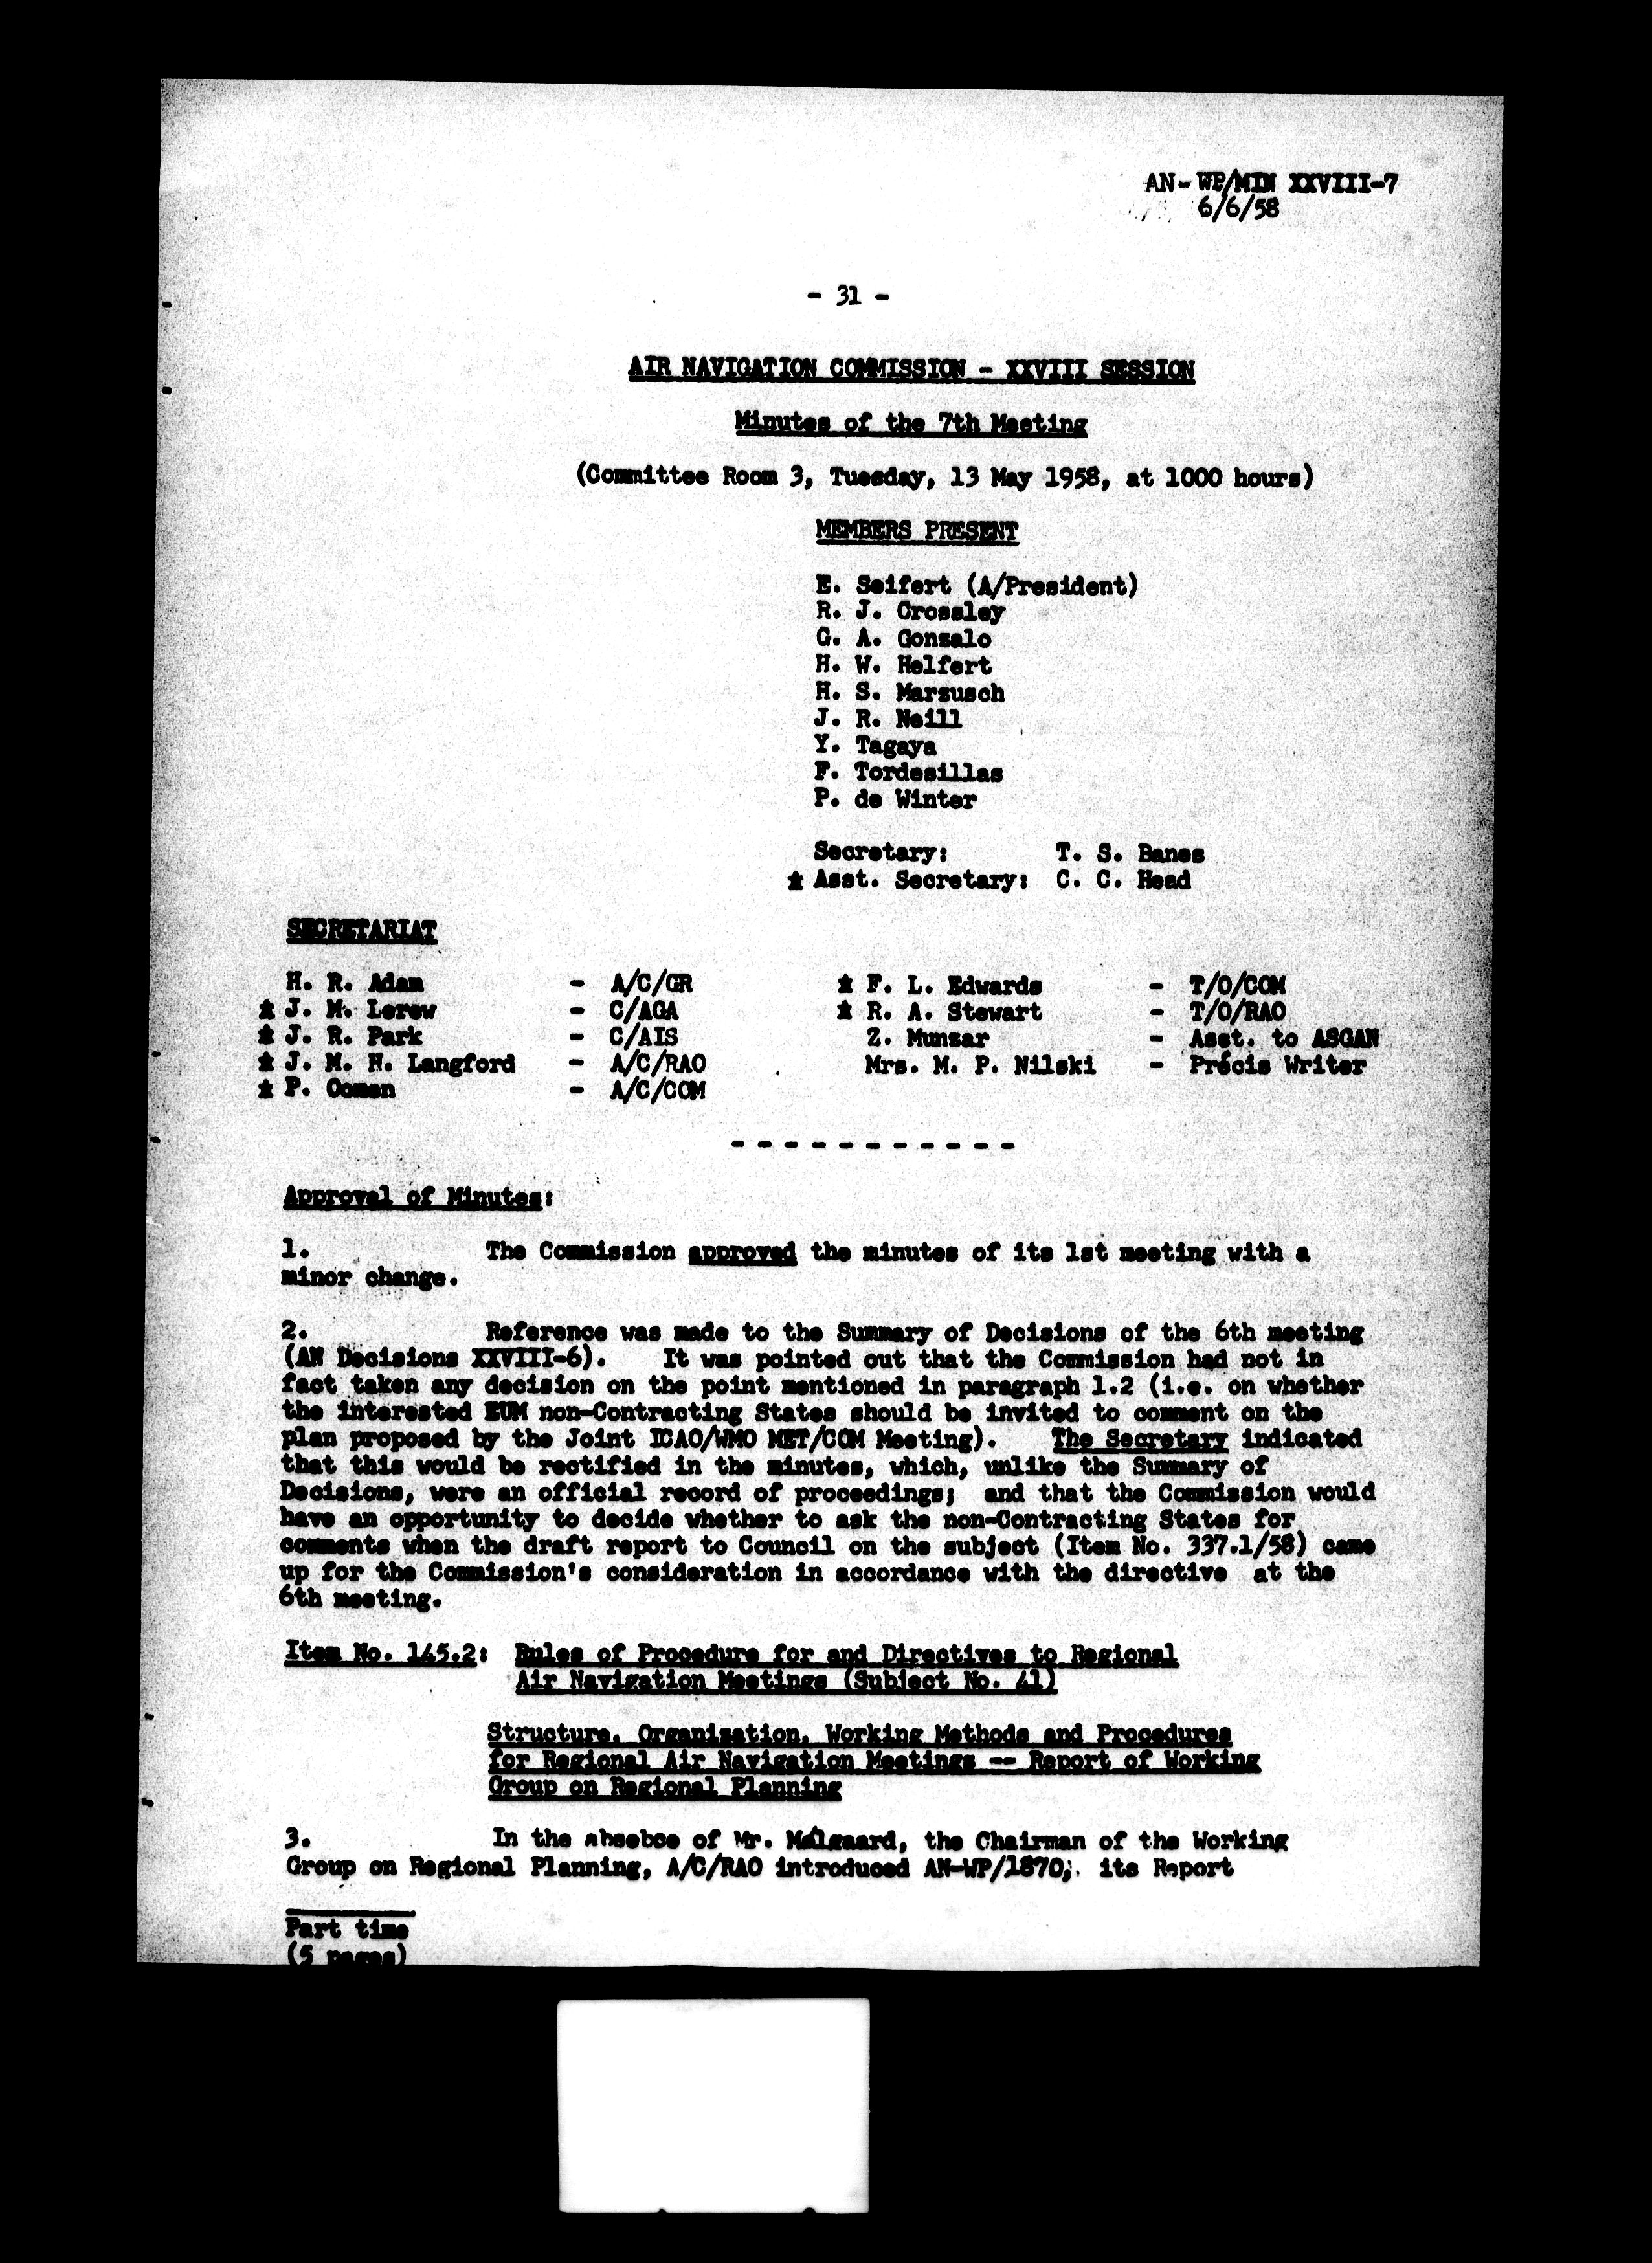 AN-WP/MIN XXVIII-7
6/6/58
- 31 -
AIR NAVIGATION COMMISSION - XXVIII SESSION
Minutes of the 7th Meeting
(Committee Room 3, Tuesday, 13 May 1958, at 1000 hours)
MEMBERS PRESENT
E. Seifert (A/President)
R. J. Crossley
G. A. Gonzalo
H. W. Helfert
H. S. Marzusch
J. R. Neill
Y. Tagaya
F. Tordesillas
P. de Winter
Secretary: T. S. Banes
* Asst. Secretary: C. C. Head
SECRETARIAT
H. R. Adam - A/C/GR * F. L. Edwards - T/O/COM
* J. M. Lerew - C/AGA * R. A. Stewart - T/O/RAO
* J. R. Park - C/AIS Z. Munzar - Asst. to ASGAN
* J. M. H. Langford - A/C/RAO Mrs. M. P. Nilski - Précis Writer
* P. Oomen - A/C/COM
- - - - - - - - - - -
Approval of Minutes:
1. The Commission approved the minutes of its 1st meeting with a
minor change.
2. Reference was made to the Summary of Decisions of the 6th meeting
(AN Decisions XXVIII-6). It was pointed out that the Commission had not in
fact taken any decision on the point mentioned in paragraph 1.2 (i.e. on whether
the interested EUM non-Contracting States should be invited to comment on the
plan proposed by the Joint ICAO/WMO MET/COM Meeting). The Secretary indicated
that this would be rectified in the minutes, which, unlike the Summary of
Decisions, were an official record of proceedings; and that the Commission would
have an opportunity to decide whether to ask the non-Contracting States for
comments when the draft report to Council on the subject (Item No. 337.1/58) came
up for the Commission's consideration in accordance with the directive at the
6th meeting.
Item No. 145.2: Rules of Procedure for and Directives to Regional
Air Navigation Meetings (Subject No. 41)
Structure, Organization, Working Methods and Procedures
for Regional Air Navigation Meetings -- Report of Working
Group on Regional Planning
3. In the absebce of Mr. Mølgaard, the Chairman of the Working
Group on Regional Planning, A/C/RAO introduced AN-WP/1870, its Report
Part time
(5 pages)